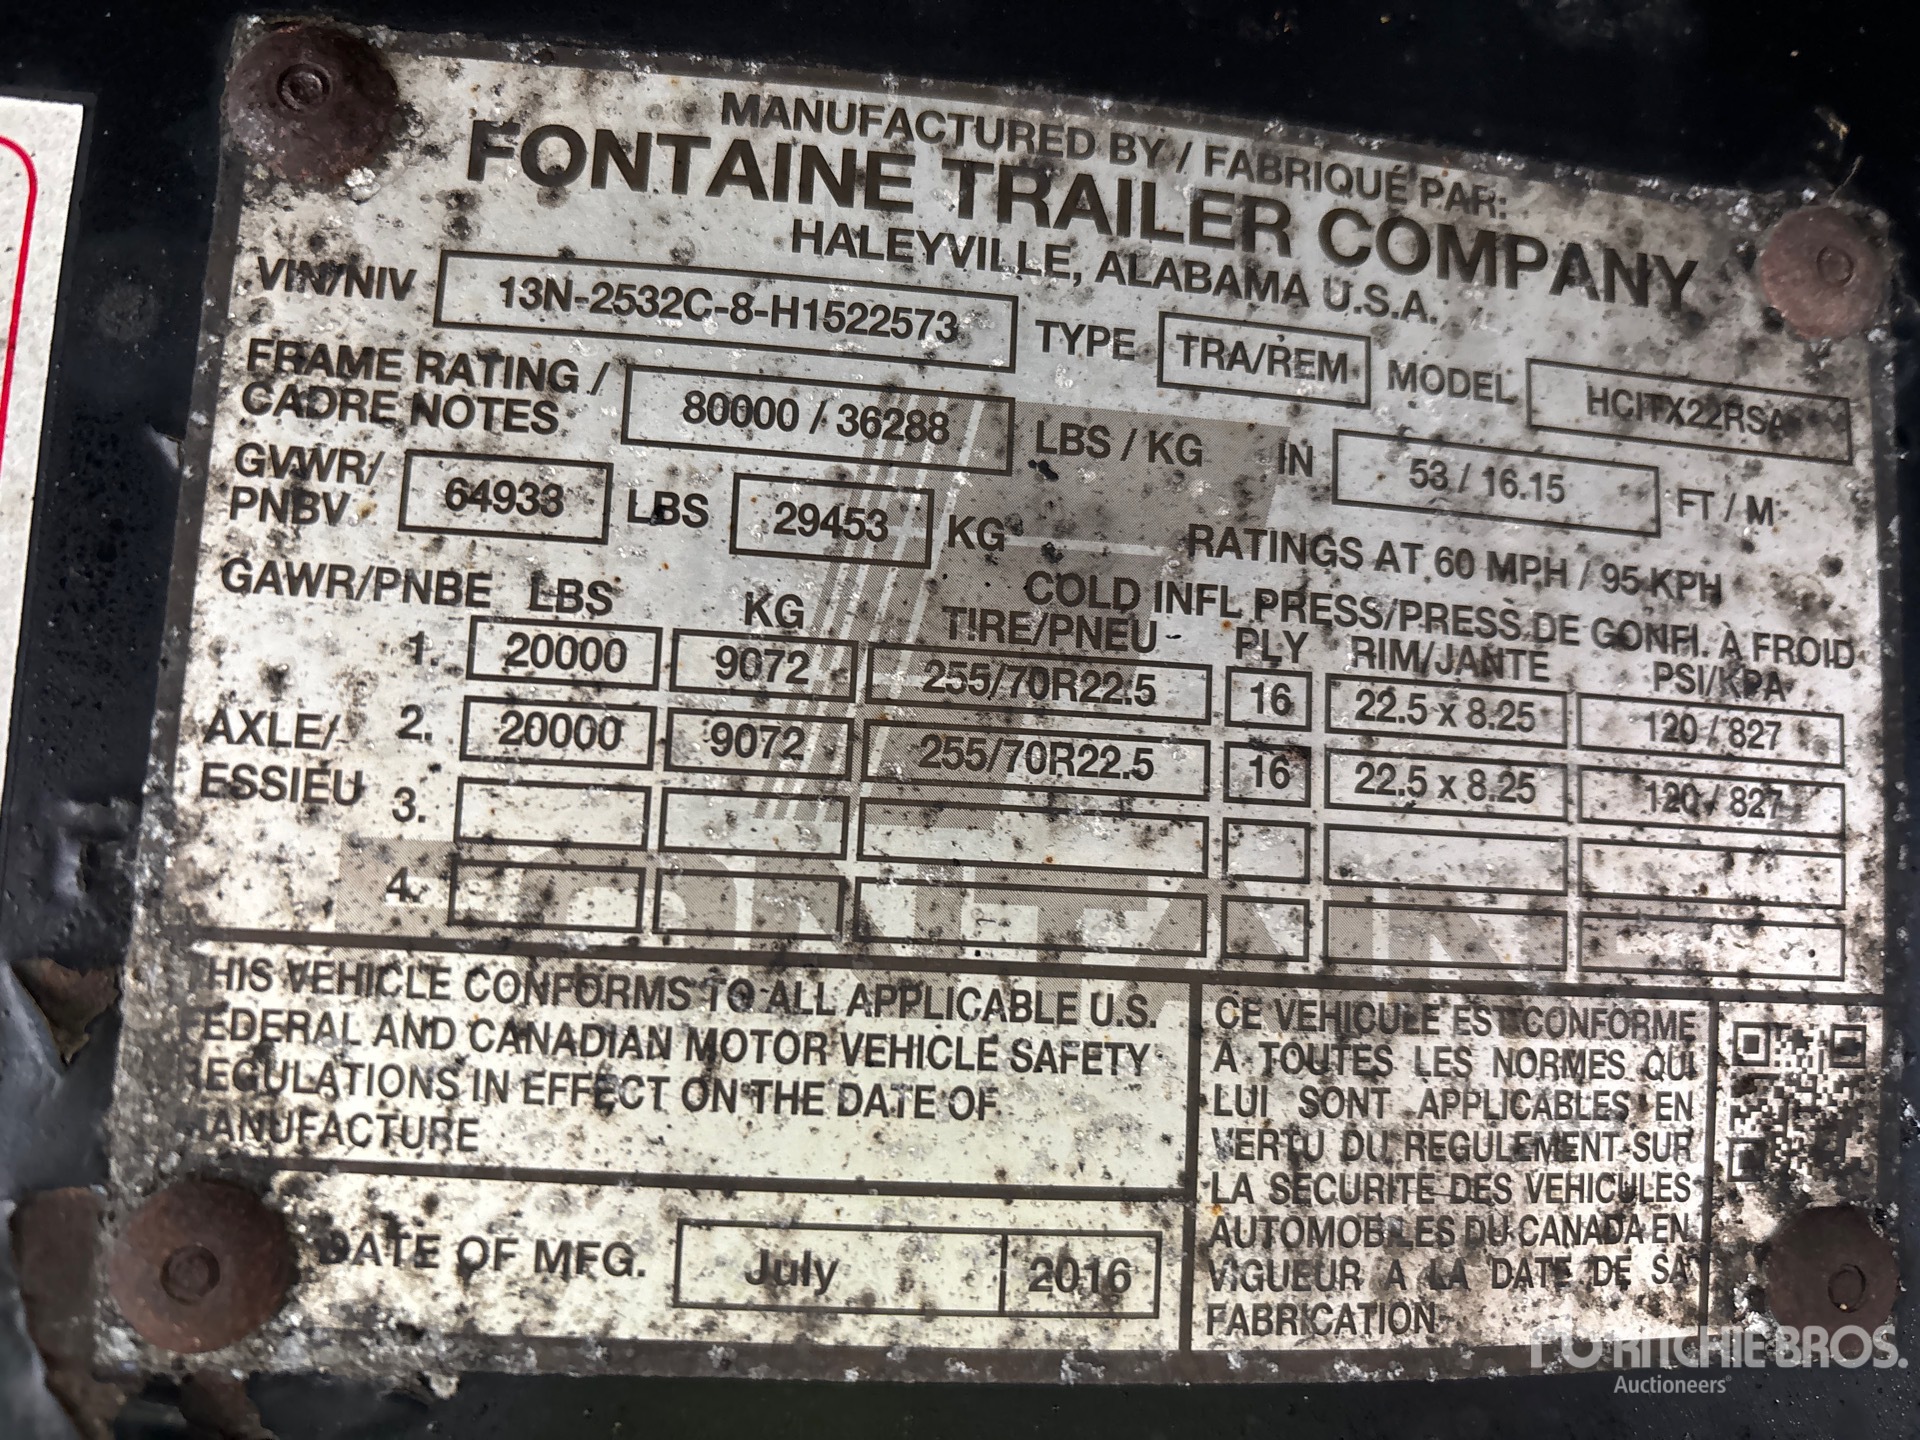 MANUFACTURED BY / FABRIQUÉ PAR:
FONTAINE TRAILER COMPANY
HALEYVILLE, ALABAMA U.S.A.
VIN/NIV 13N-2532C-8-H1522573 TYPE TRA/REM MODEL HCITX22RSA
FRAME RATING / CADRE NOTES 80000 / 36288 LBS / KG IN 53 / 16.15 FT / M
GVWR/ PNBV 64933 LBS 29453 KG RATINGS AT 60 MPH / 95 KPH
COLD INFL PRESS/PRESS DE GONFL. À FROID
GAWR/PNBE LBS KG TIRE/PNEU PLY RIM/JANTE PSI/KPA
AXLE/ ESSIEU
1. 20000 9072 255/70R22.5 16 22.5 x 8.25 120 / 827
2. 20000 9072 255/70R22.5 16 22.5 x 8.25 120 / 827
3.
4.
FONTAINE
THIS VEHICLE CONFORMS TO ALL APPLICABLE U.S.
FEDERAL AND CANADIAN MOTOR VEHICLE SAFETY
REGULATIONS IN EFFECT ON THE DATE OF
MANUFACTURE
DATE OF MFG. July 2016
CE VEHICULE EST CONFORME
A TOUTES LES NORMES QUI
LUI SONT APPLICABLES EN
VERTU DU REGULEMENT SUR
LA SECURITE DES VEHICULES
AUTOMOBILES DU CANADA EN
VIGUEUR A LA DATE DE SA
FABRICATION
RITCHIE BROS.
Auctioneers